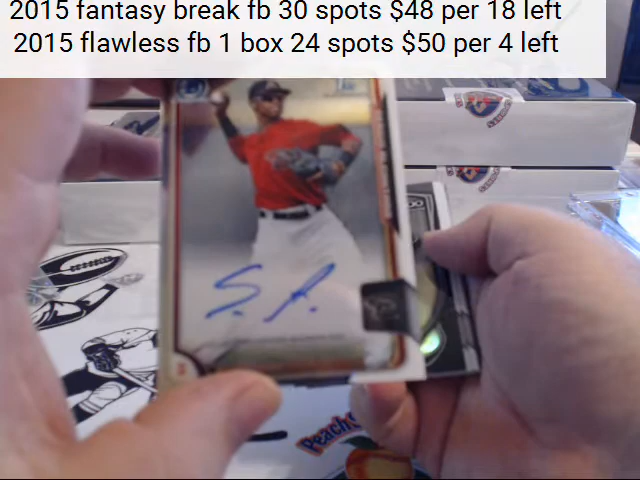 2015 fantasy break fb 30 spots $48 per 18 left
2015 flawless fb 1 box 24 spots $50 per 4 left
1st
S. P.
Peach